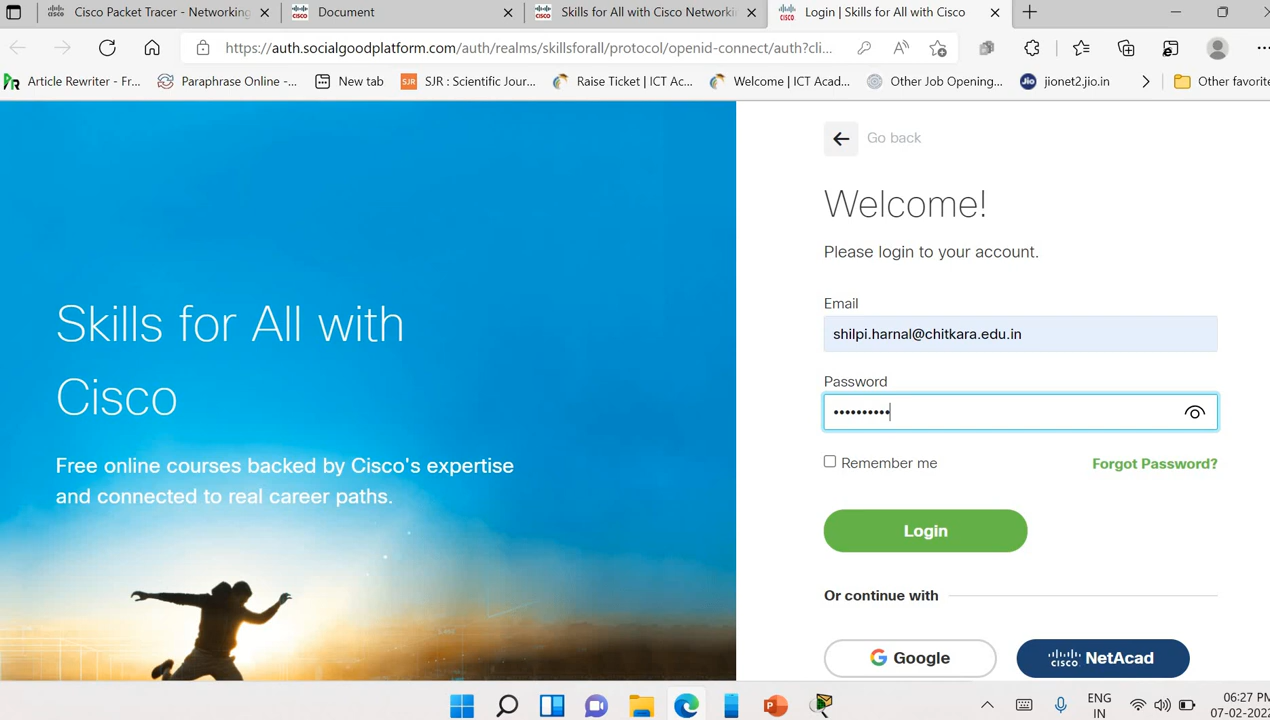 Cisco Packet Tracer - Networking
Document
Skills for All with Cisco Networki
Login | Skills for All with Cisco
https://auth.socialgoodplatform.com/auth/realms/skillsforall/protocol/openid-connect/auth?cli...
Article Rewriter - Fr...
Paraphrase Online -...
New tab
SJR
SJR : Scientific Jour...
Raise Ticket | ICT Ac...
Welcome | ICT Acad...
Other Job Opening...
Jio
jionet2.jio.in
Other favorite
Go back
Welcome!
Please login to your account.
Email
shilpi.harnal@chitkara.edu.in
Password
••••••••••
Remember me
Forgot Password?
Login
Or continue with
Google
CISCO NetAcad
Skills for All with
Cisco
Free online courses backed by Cisco's expertise
and connected to real career paths.
ENG
IN
06:27 PM
07-02-2022